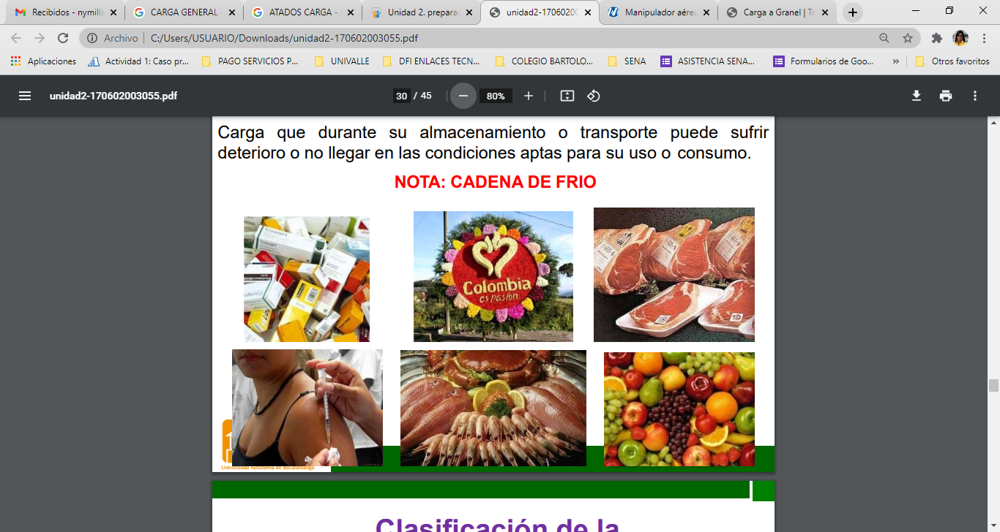 Recibidos - nymilla
CARGA GENERAL -
ATADOS CARGA -
Unidad 2. prepara
unidad2-17060200
Manipulador aére
Carga a Granel | Tr
Archivo | C:/Users/USUARIO/Downloads/unidad2-170602003055.pdf
Aplicaciones
Actividad 1: Caso pr...
PAGO SERVICIOS P...
UNIVALLE
DFI ENLACES TECN...
COLEGIO BARTOLO...
SENA
ASISTENCIA SENA...
Formularios de Goo...
»
Otros favoritos
unidad2-170602003055.pdf
30 / 45
80%
Carga que durante su almacenamiento o transporte puede sufrir
deterioro o no llegar en las condiciones aptas para su uso o consumo.
NOTA: CADENA DE FRIO
Colombia
es pasión
Universidad Autónoma de Bucaramanga
Clasificación de la